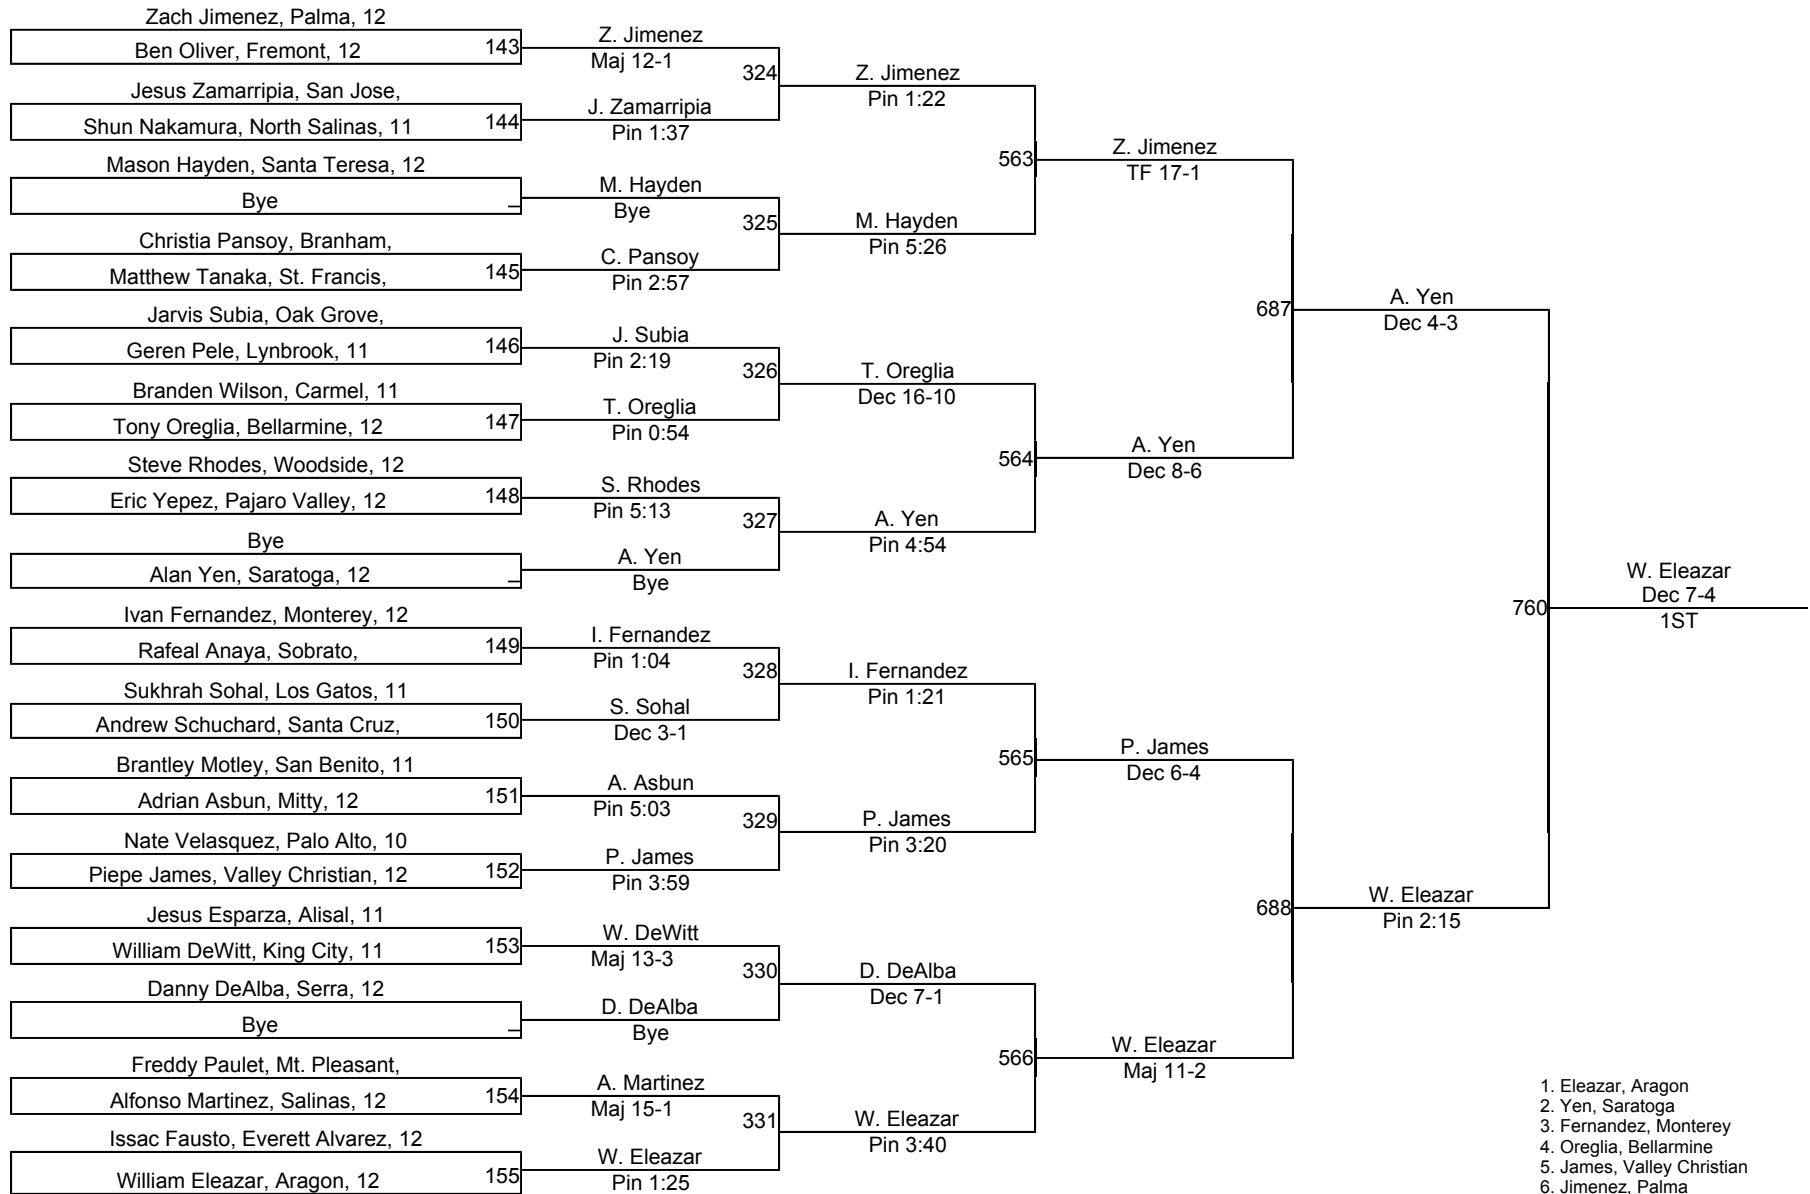 Zach Jimenez, Palma, 12
Ben Oliver, Fremont, 12
143
Jesus Zamarripia, San Jose,
Shun Nakamura, North Salinas, 11
144
Mason Hayden, Santa Teresa, 12
Bye
_
Christia Pansoy, Branham,
Matthew Tanaka, St. Francis,
145
Jarvis Subia, Oak Grove,
Geren Pele, Lynbrook, 11
146
Branden Wilson, Carmel, 11
Tony Oreglia, Bellarmine, 12
147
Steve Rhodes, Woodside, 12
Eric Yepez, Pajaro Valley, 12
148
Bye
Alan Yen, Saratoga, 12
_
Ivan Fernandez, Monterey, 12
Rafeal Anaya, Sobrato,
149
Sukhrah Sohal, Los Gatos, 11
Andrew Schuchard, Santa Cruz,
150
Brantley Motley, San Benito, 11
Adrian Asbun, Mitty, 12
151
Nate Velasquez, Palo Alto, 10
Piepe James, Valley Christian, 12
152
Jesus Esparza, Alisal, 11
William DeWitt, King City, 11
153
Danny DeAlba, Serra, 12
Bye
_
Freddy Paulet, Mt. Pleasant,
Alfonso Martinez, Salinas, 12
154
Issac Fausto, Everett Alvarez, 12
William Eleazar, Aragon, 12
155
Z. Jimenez
Maj 12-1
324
J. Zamarripia
Pin 1:37
M. Hayden
Bye
325
C. Pansoy
Pin 2:57
J. Subia
Pin 2:19
326
T. Oreglia
Pin 0:54
S. Rhodes
Pin 5:13
327
A. Yen
Bye
I. Fernandez
Pin 1:04
328
S. Sohal
Dec 3-1
A. Asbun
Pin 5:03
329
P. James
Pin 3:59
W. DeWitt
Maj 13-3
330
D. DeAlba
Bye
A. Martinez
Maj 15-1
331
W. Eleazar
Pin 1:25
Z. Jimenez
Pin 1:22
563
M. Hayden
Pin 5:26
T. Oreglia
Dec 16-10
564
A. Yen
Pin 4:54
I. Fernandez
Pin 1:21
565
P. James
Pin 3:20
D. DeAlba
Dec 7-1
566
W. Eleazar
Pin 3:40
Z. Jimenez
TF 17-1
687
A. Yen
Dec 8-6
P. James
Dec 6-4
688
W. Eleazar
Maj 11-2
A. Yen
Dec 4-3
760
W. Eleazar
Pin 2:15
W. Eleazar
Dec 7-4
1ST
1. Eleazar, Aragon
2. Yen, Saratoga
3. Fernandez, Monterey
4. Oreglia, Bellarmine
5. James, Valley Christian
6. Jimenez, Palma